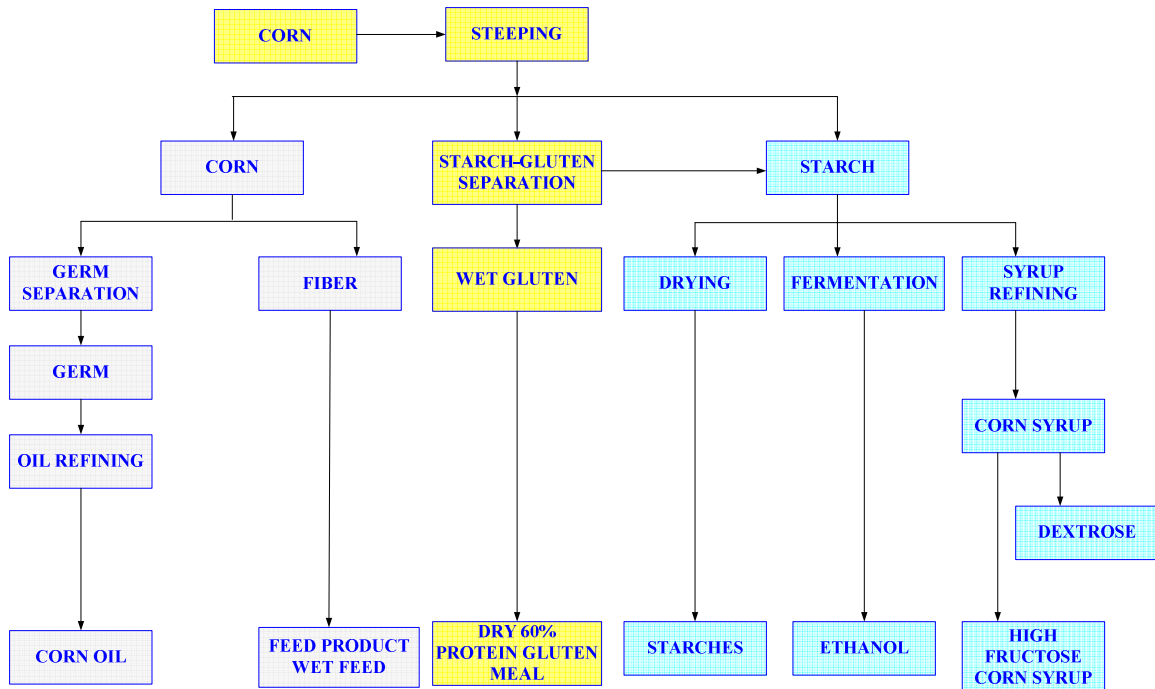 CORN
STEEPING
CORN
STARCH-GLUTEN
SEPARATION
STARCH
GERM
SEPARATION
FIBER
WET GLUTEN
DRYING
FERMENTATION
SYRUP
REFINING
GERM
CORN SYRUP
OIL REFINING
DEXTROSE
CORN OIL
FEED PRODUCT
WET FEED
DRY 60%
PROTEIN GLUTEN
MEAL
STARCHES
ETHANOL
HIGH
FRUCTOSE
CORN SYRUP